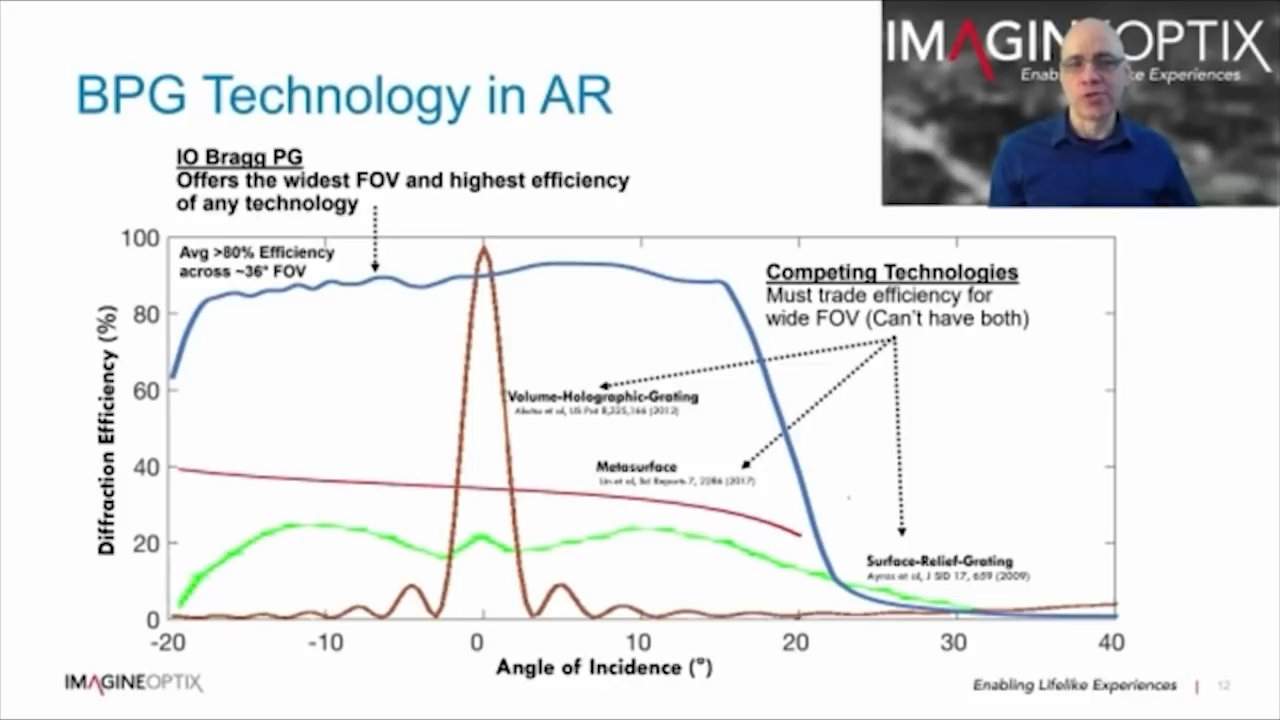 IMAGINEOPTIX
Enab ke Experiences
BPG Technology in AR
IO Bragg PG
Offers the widest FOV and highest efficiency
of any technology
Avg >80% Efficiency
across ~36° FOV
Competing Technologies
Must trade efficiency for
wide FOV (Can't have both)
Volume-Holographic-Grating
et al, US Pat 8,325,166 (2012)
Metasurface
Lin et al, Sci Reports 7, 2286 (2017)
Surface-Relief-Grating
Ayras et al, J SID 17, 659 (2009)
Diffraction Efficiency (%)
100
80
60
40
20
0
-20 -10 0 10 20 30 40
Angle of Incidence (°)
IMAGINEOPTIX
Enabling Lifelike Experiences | 12